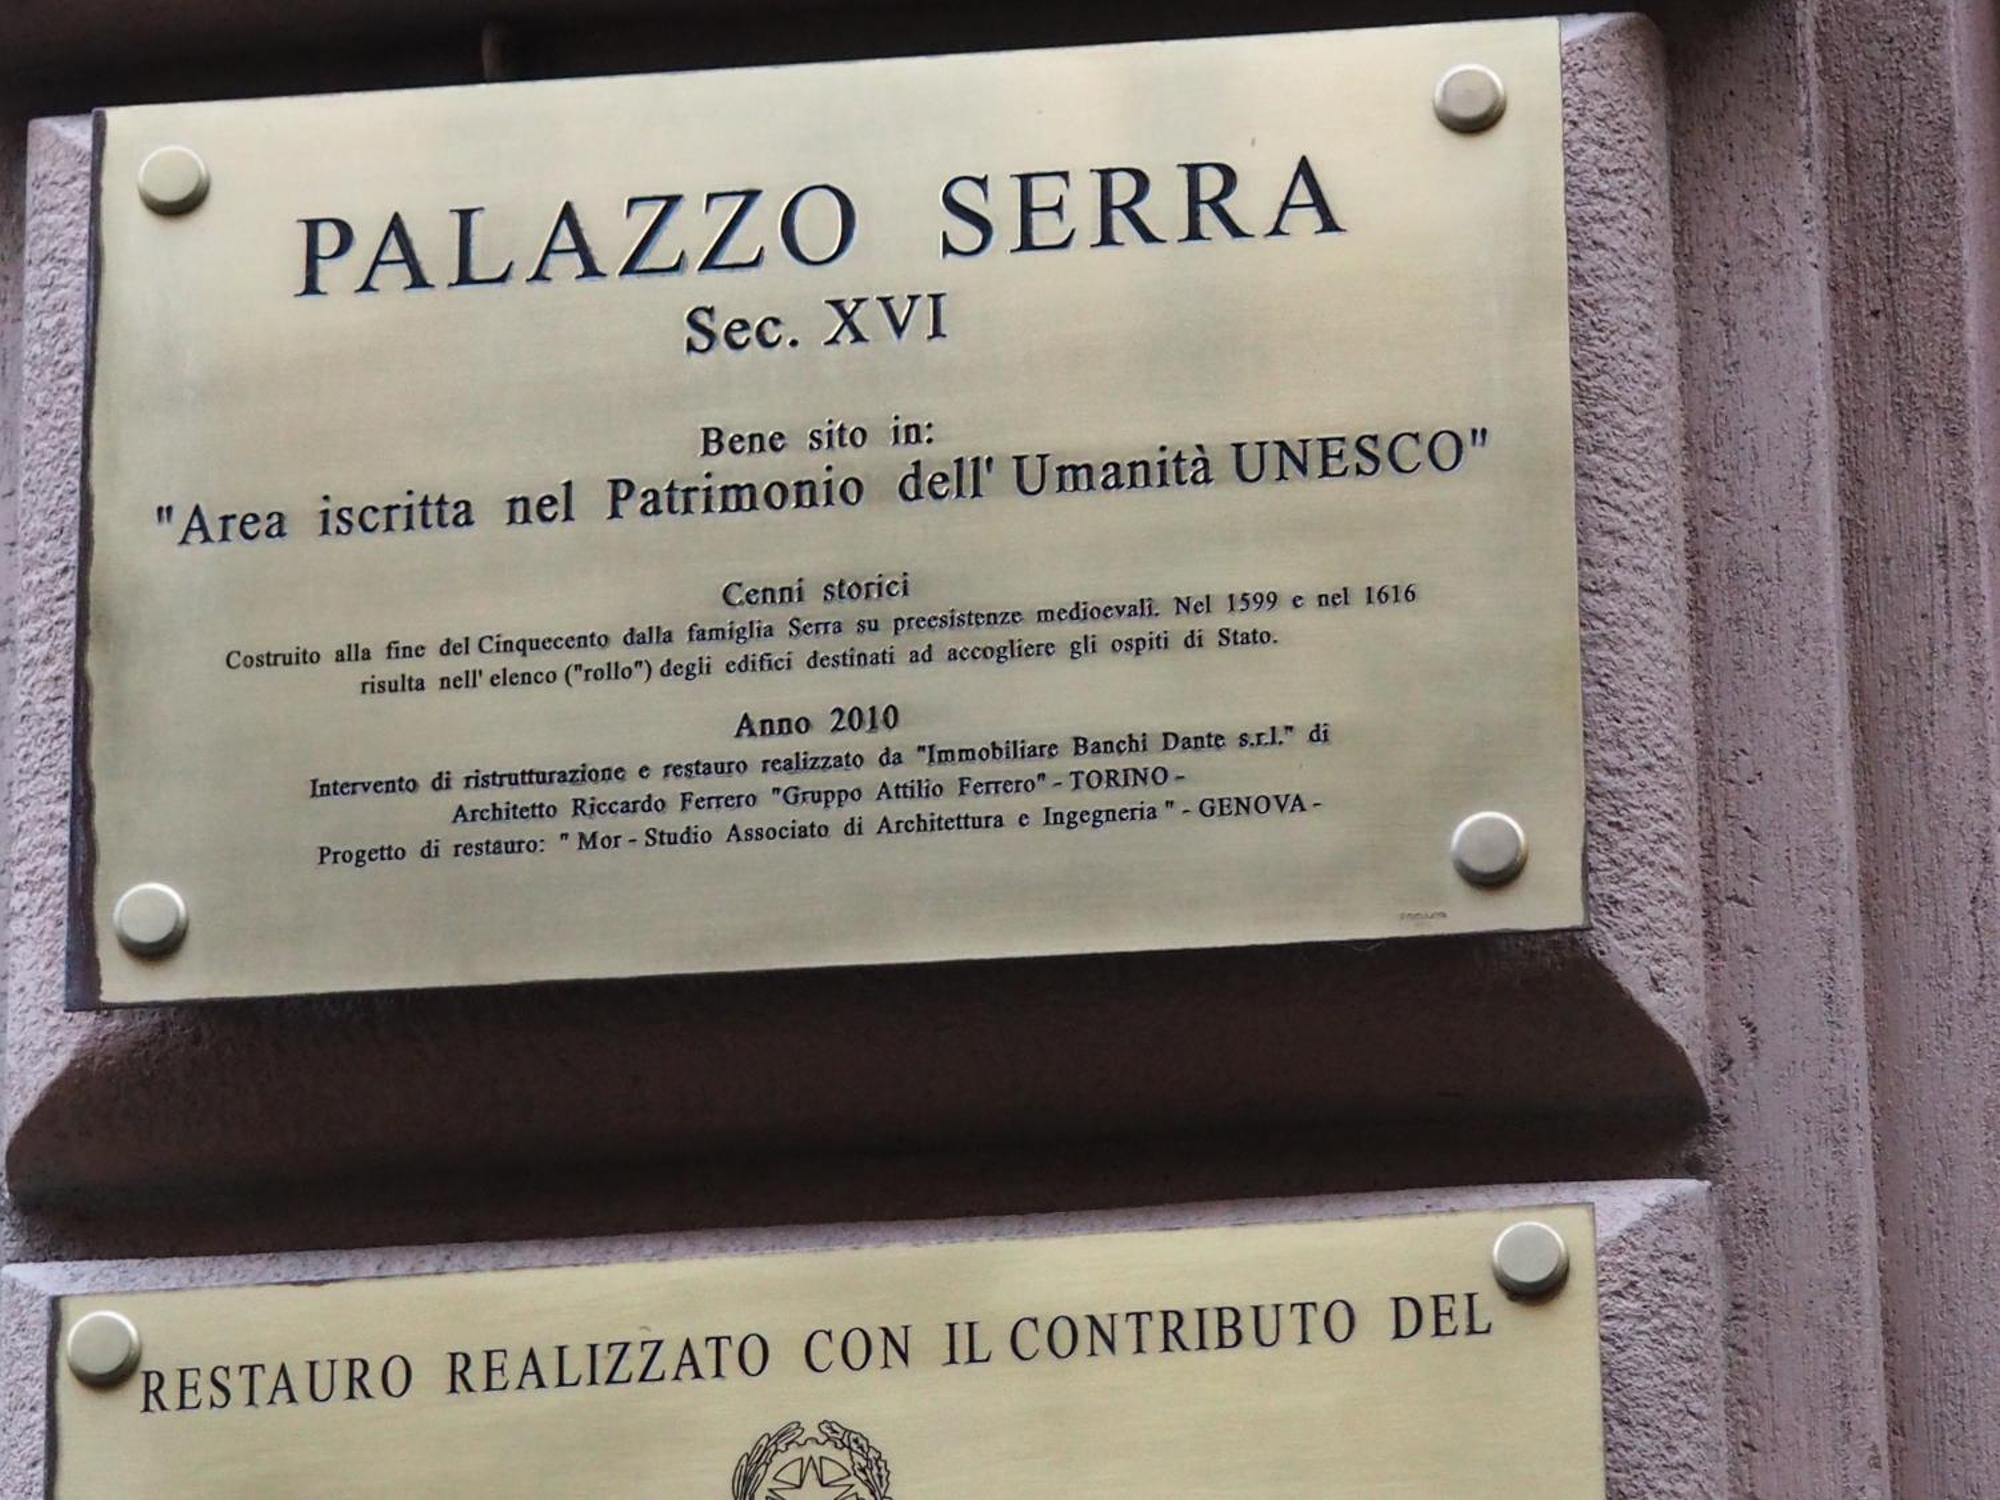 PALAZZO SERRA
Sec. XVI
Bene sito in:
"Area iscritta nel Patrimonio dell' Umanità UNESCO"
Cenni storici
Costruito alla fine del Cinquecento dalla famiglia Serra su preesistenze medioevali. Nel 1599 e nel 1616
risulta nell' elenco ("rollo") degli edifici destinati ad accogliere gli ospiti di Stato.
Anno 2010
Intervento di ristrutturazione e restauro realizzato da "Immobiliare Banchi Dante s.r.l." di
Architetto Riccardo Ferrero "Gruppo Attilio Ferrero" - TORINO -
Progetto di restauro: " Mor - Studio Associato di Architettura e Ingegneria " - GENOVA -
RESTAURO REALIZZATO CON IL CONTRIBUTO DEL